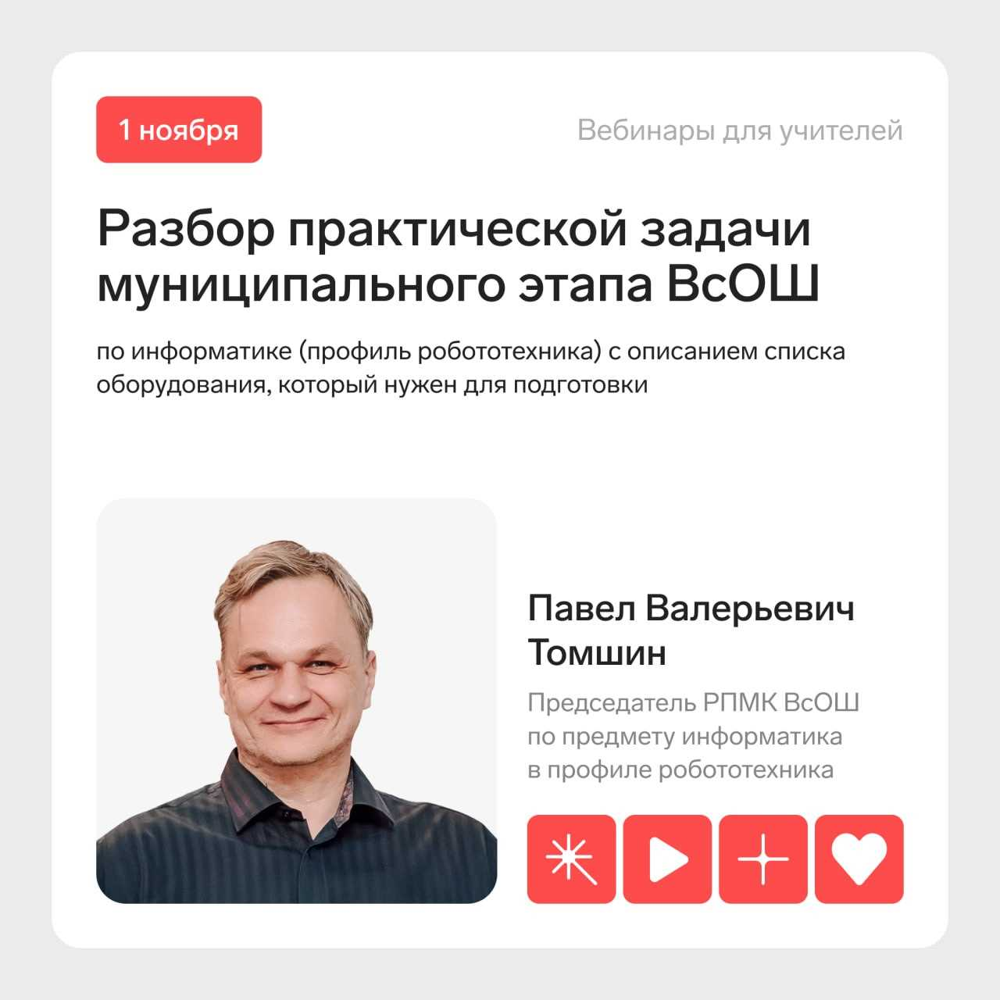 1 ноября
Вебинары для учителей
Разбор практической задачи
муниципального этапа ВсОШ
по информатике (профиль робототехника) с описанием списка
оборудования, который нужен для подготовки
Павел Валерьевич
Томшин
Председатель РПМК ВсОШ
по предмету информатика
в профиле робототехника